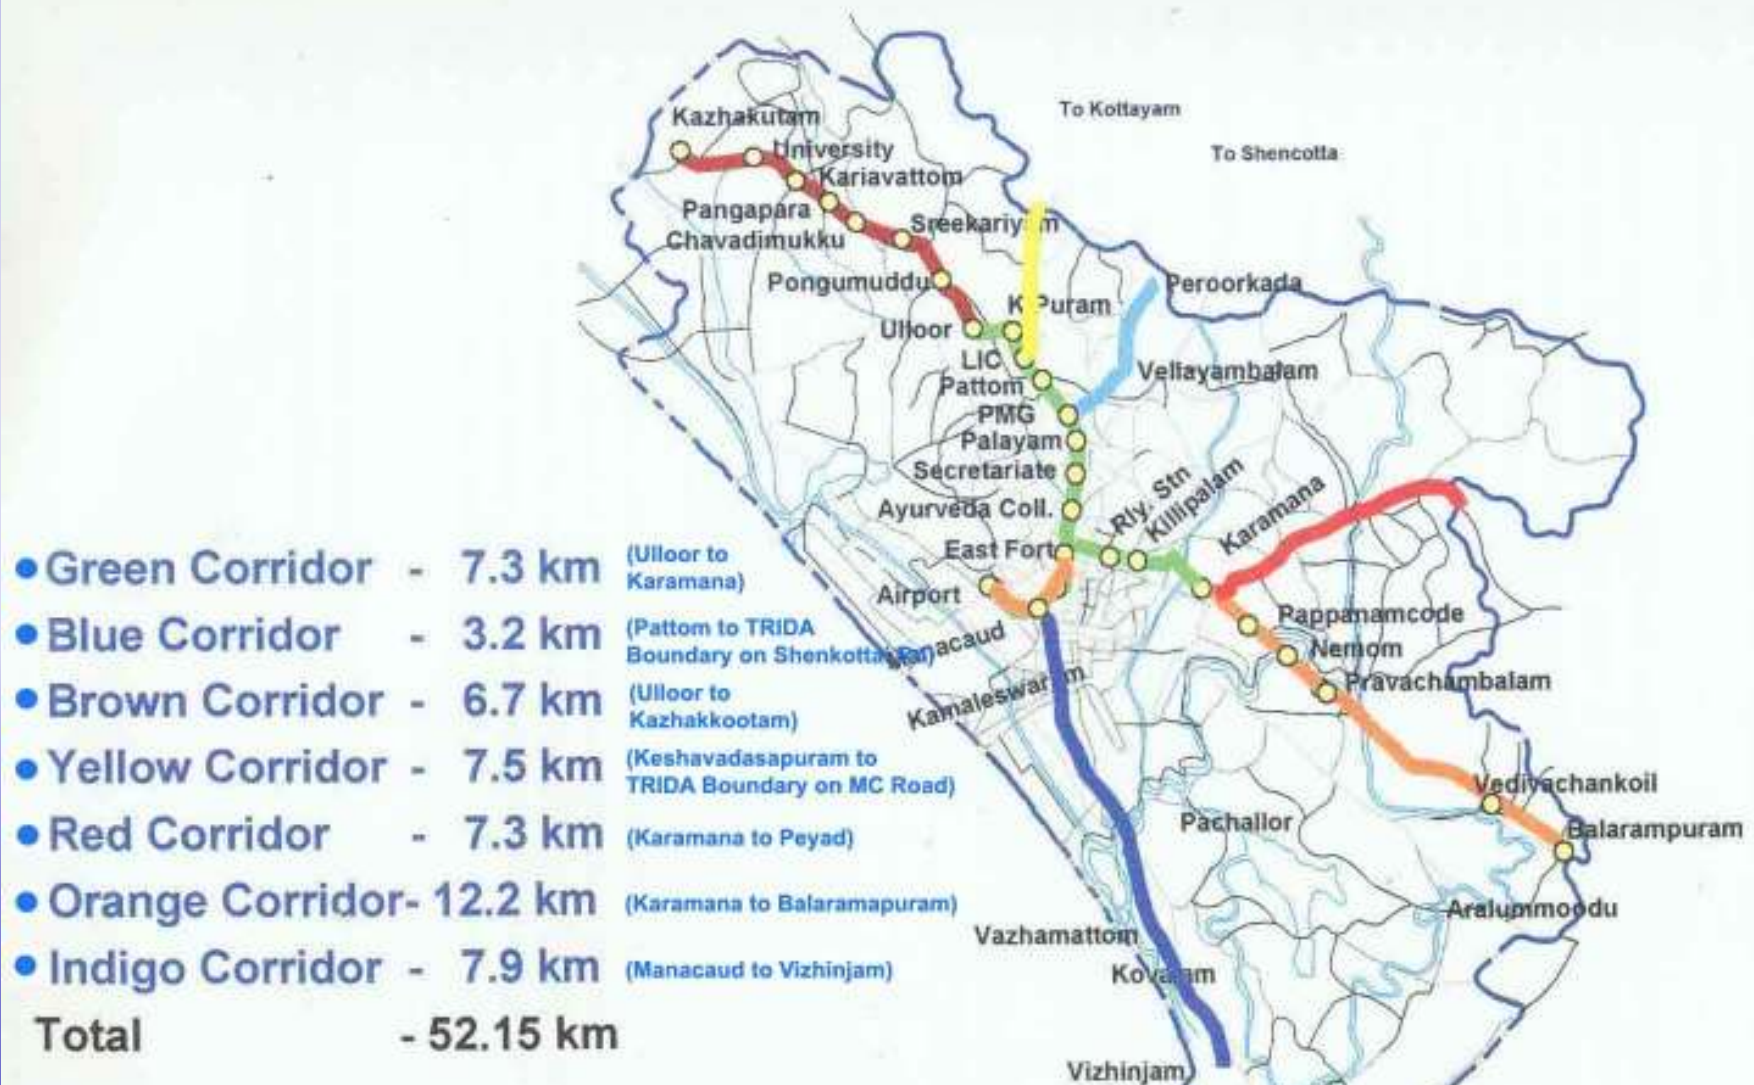 Kazhakutam
To Kottayam
University
To Shencotta
Kariavattom
Pangapara
Sreekariyam
Chavadimukku
Pongumuddu
Peroorkada
K Puram
Ulloor
LIC
Vellayambalam
Pattom
PMG
Palayam
Secretariate
Rly. Stn
Killipalam
Karamana
Ayurveda Coll.
East Fort
Airport
Pappanamcode
Manacaud
Nemom
Pravachambalam
Kamaleswaram
Vedivachankoil
Pachallor
Balarampuram
Aralummoodu
Vazhamattom
Kovalam
Vizhinjam
• Green Corridor - 7.3 km (Ulloor to
Karamana)
• Blue Corridor - 3.2 km (Pattom to TRIDA
Boundary on Shenkottai
• Brown Corridor - 6.7 km (Ulloor to
Kazhakkootam)
• Yellow Corridor - 7.5 km (Keshavadasapuram to
TRIDA Boundary on MC Road)
• Red Corridor - 7.3 km (Karamana to Peyad)
• Orange Corridor- 12.2 km (Karamana to Balaramapuram)
• Indigo Corridor - 7.9 km (Manacaud to Vizhinjam)
Total - 52.15 km